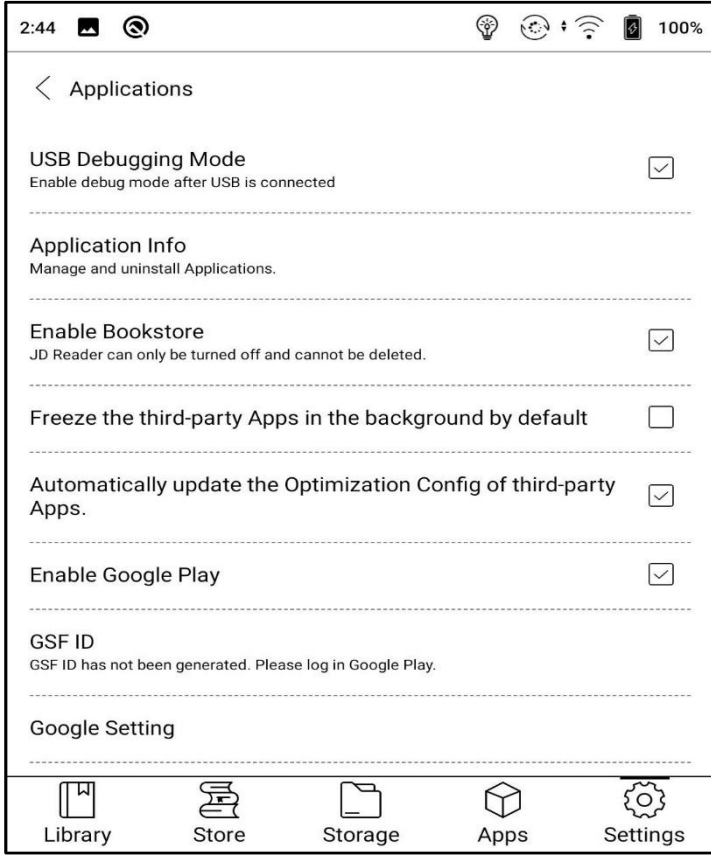 2:44 100%
Applications
USB Debugging Mode
Enable debug mode after USB is connected
Application Info
Manage and uninstall Applications.
Enable Bookstore
JD Reader can only be turned off and cannot be deleted.
Freeze the third-party Apps in the background by default
Automatically update the Optimization Config of third-party
Apps.
Enable Google Play
GSF ID
GSF ID has not been generated. Please log in Google Play.
Google Setting
Library Store Storage Apps Settings